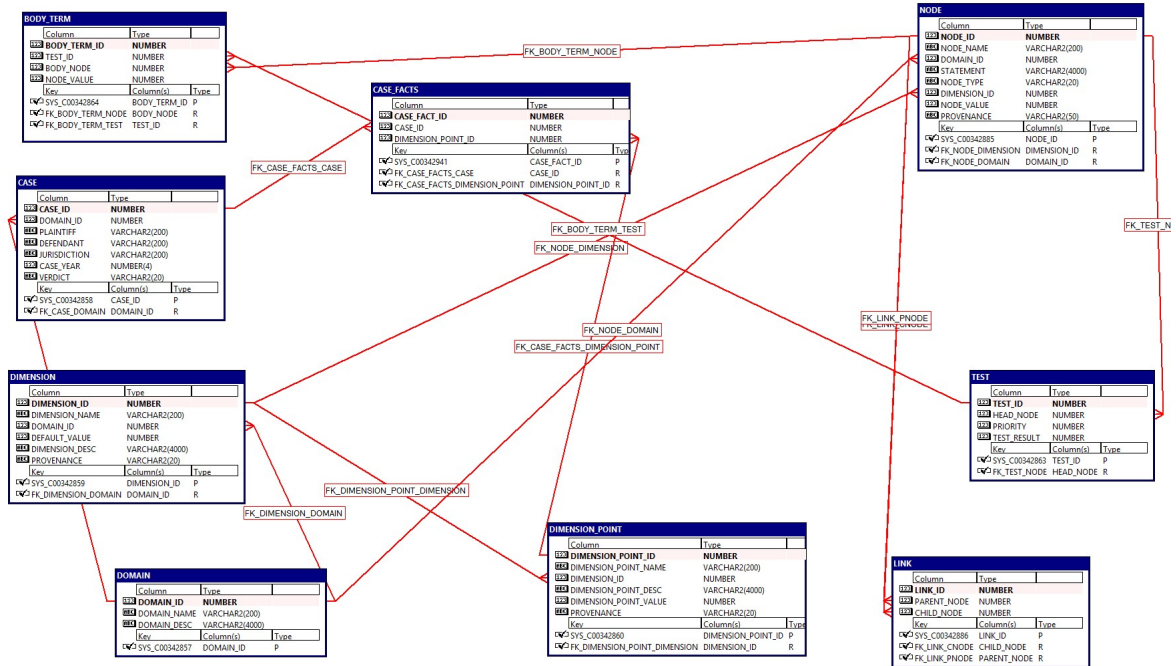 BODY_TERM
Column Type
BODY_TERM_ID NUMBER
TEST_ID NUMBER
BODY_NODE NUMBER
NODE_VALUE NUMBER
Key Column(s) Type
SYS_C00342864 BODY_TERM_ID P
FK_BODY_TERM_NODE BODY_NODE R
FK_BODY_TERM_TEST TEST_ID R
FK_BODY_TERM_NODE
NODE
Column Type
NODE_ID NUMBER
NODE_NAME VARCHAR2(200)
DOMAIN_ID NUMBER
STATEMENT VARCHAR2(4000)
NODE_TYPE VARCHAR2(20)
DIMENSION_ID NUMBER
NODE_VALUE NUMBER
PROVENANCE VARCHAR2(50)
Key Column(s) Type
SYS_C00342885 NODE_ID P
FK_NODE_DIMENSION DIMENSION_ID R
FK_NODE_DOMAIN DOMAIN_ID R
CASE_FACTS
Column Type
CASE_FACT_ID NUMBER
CASE_ID NUMBER
DIMENSION_POINT_ID NUMBER
Key Column(s) Typ
SYS_C00342941 CASE_FACT_ID P
FK_CASE_FACTS_CASE CASE_ID R
FK_CASE_FACTS_DIMENSION_POINT DIMENSION_POINT_ID R
FK_CASE_FACTS_CASE
CASE
Column Type
CASE_ID NUMBER
DOMAIN_ID NUMBER
PLAINTIFF VARCHAR2(200)
DEFENDANT VARCHAR2(200)
JURISDICTION VARCHAR2(200)
CASE_YEAR NUMBER(4)
VERDICT VARCHAR2(20)
Key Column(s) Type
SYS_C00342858 CASE_ID P
FK_CASE_DOMAIN DOMAIN_ID R
FK_BODY_TERM_TEST
FK_NODE_DIMENSION
FK_TEST_N
FK_LINK_PNODE
FK_LINK_CNODE
FK_NODE_DOMAIN
FK_CASE_FACTS_DIMENSION_POINT
DIMENSION
Column Type
DIMENSION_ID NUMBER
DIMENSION_NAME VARCHAR2(200)
DOMAIN_ID NUMBER
DEFAULT_VALUE NUMBER
DIMENSION_DESC VARCHAR2(4000)
PROVENANCE VARCHAR2(20)
Key Column(s) Type
SYS_C00342859 DIMENSION_ID P
FK_DIMENSION_DOMAIN DOMAIN_ID R
TEST
Column Type
TEST_ID NUMBER
HEAD_NODE NUMBER
PRIORITY NUMBER
TEST_RESULT NUMBER
Key Column(s) Type
SYS_C00342863 TEST_ID P
FK_TEST_NODE HEAD_NODE R
FK_DIMENSION_POINT_DIMENSION
FK_DIMENSION_DOMAIN
DIMENSION_POINT
Column Type
DIMENSION_POINT_ID NUMBER
DIMENSION_POINT_NAME VARCHAR2(200)
DIMENSION_ID NUMBER
DIMENSION_POINT_DESC VARCHAR2(4000)
DIMENSION_POINT_VALUE NUMBER
PROVENANCE VARCHAR2(20)
Key Column(s) Type
SYS_C00342860 DIMENSION_POINT_ID P
FK_DIMENSION_POINT_DIMENSION DIMENSION_ID R
DOMAIN
Column Type
DOMAIN_ID NUMBER
DOMAIN_NAME VARCHAR2(200)
DOMAIN_DESC VARCHAR2(4000)
Key Column(s) Type
SYS_C00342857 DOMAIN_ID P
LINK
Column Type
LINK_ID NUMBER
PARENT_NODE NUMBER
CHILD_NODE NUMBER
Key Column(s) Type
SYS_C00342886 LINK_ID P
FK_LINK_CNODE CHILD_NODE R
FK_LINK_PNODE PARENT_NODE R